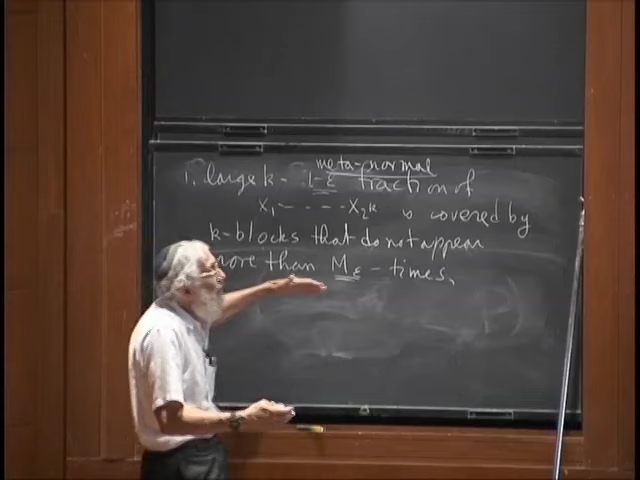 meta-normal
1. large k - 1-ε fraction of
X₁ - - - - X₂ᵏ is covered by
k-blocks that do not appear
more than Mε - times.